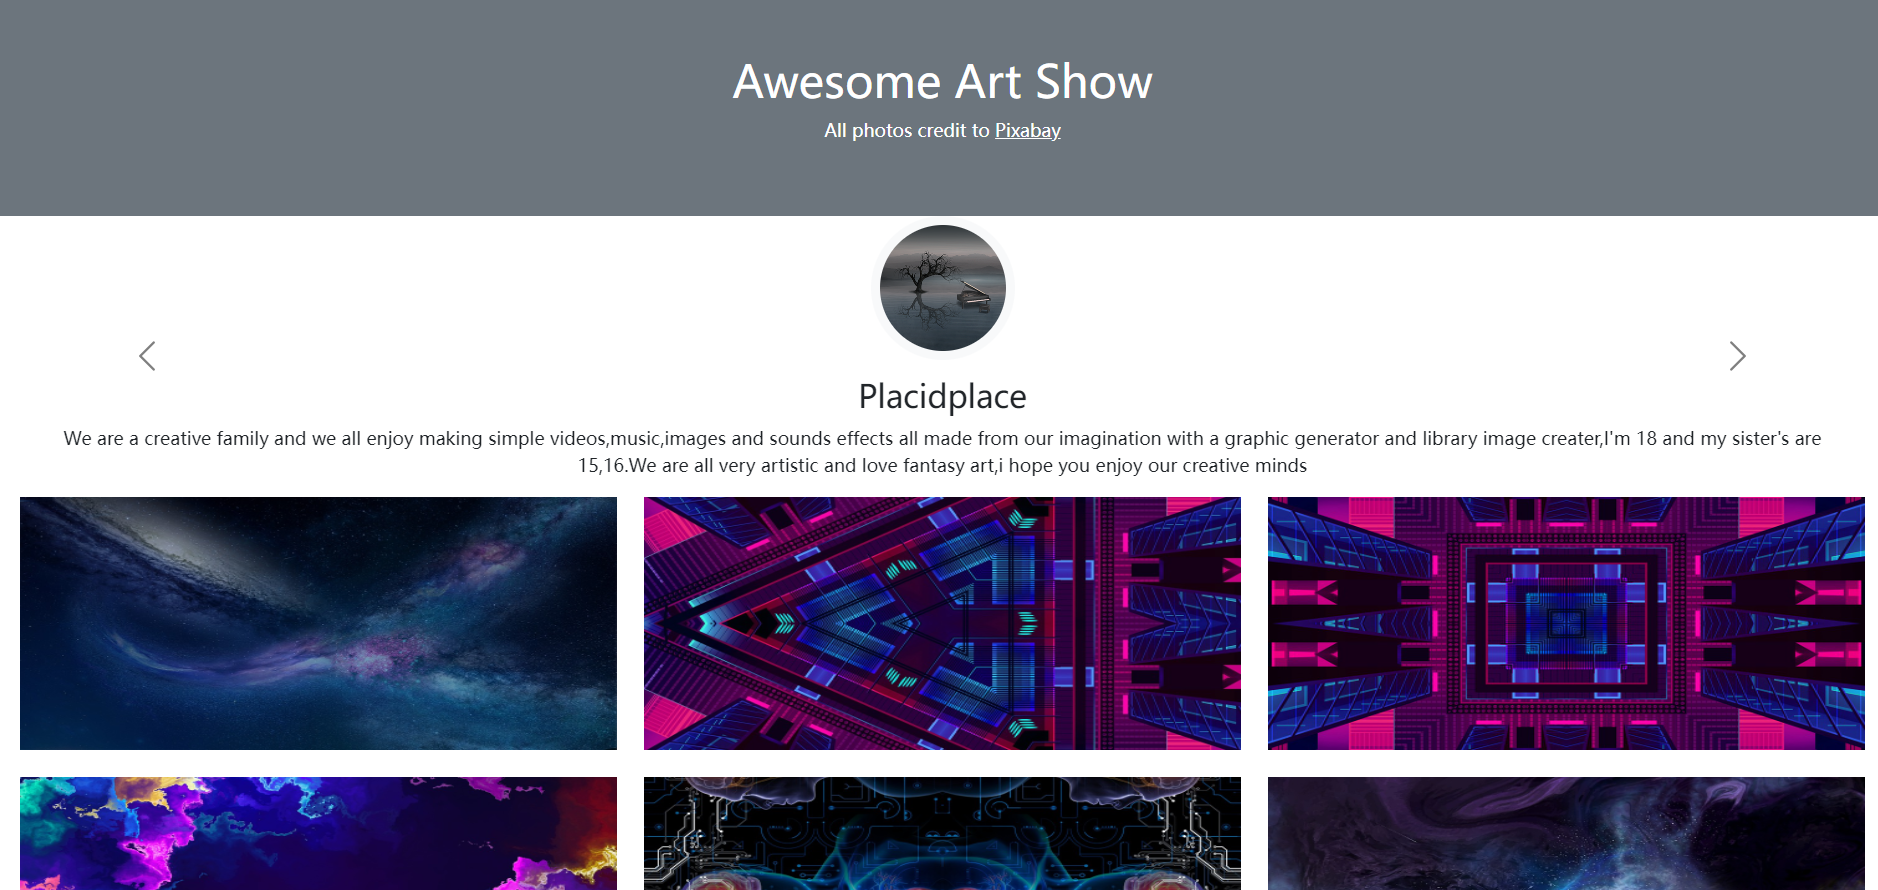 Awesome Art Show
All photos credit to Pixabay
Placidplace
We are a creative family and we all enjoy making simple videos,music,images and sounds effects all made from our imagination with a graphic generator and library image creater,I'm 18 and my sister's are
15,16.We are all very artistic and love fantasy art,i hope you enjoy our creative minds